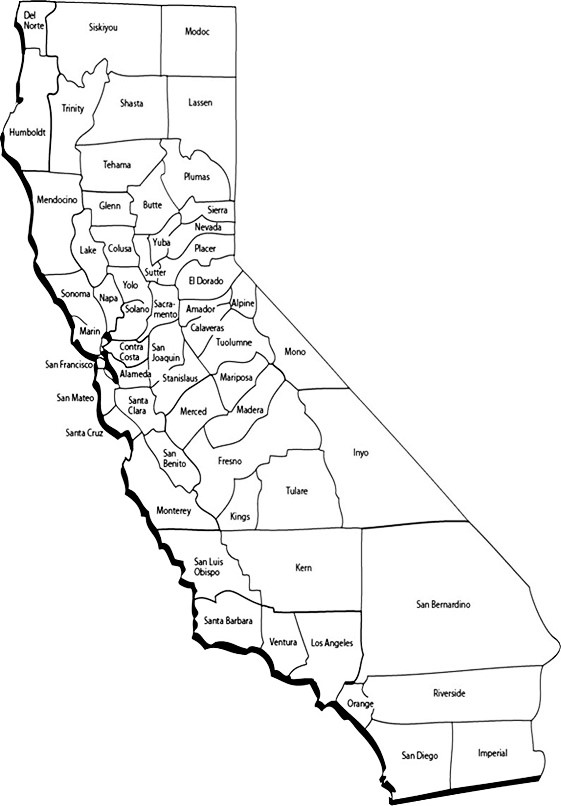 Del
Norte
Siskiyou
Modoc
Humboldt
Trinity
Shasta
Lassen
Tehama
Plumas
Mendocino
Glenn
Butte
Sierra
Nevada
Lake
Colusa
Yuba
Placer
Sutter
El Dorado
Sonoma
Napa
Yolo
Solano
Sacra-
mento
Amador
Alpine
Marin
Calaveras
Tuolumne
Contra
Costa
San
Joaquin
Mono
San Francisco
Alameda
Stanislaus
Mariposa
San Mateo
Santa
Clara
Merced
Madera
Santa Cruz
San
Benito
Fresno
Inyo
Tulare
Monterey
Kings
San Luis
Obispo
Kern
San Bernardino
Santa Barbara
Ventura
Los Angeles
Orange
Riverside
San Diego
Imperial